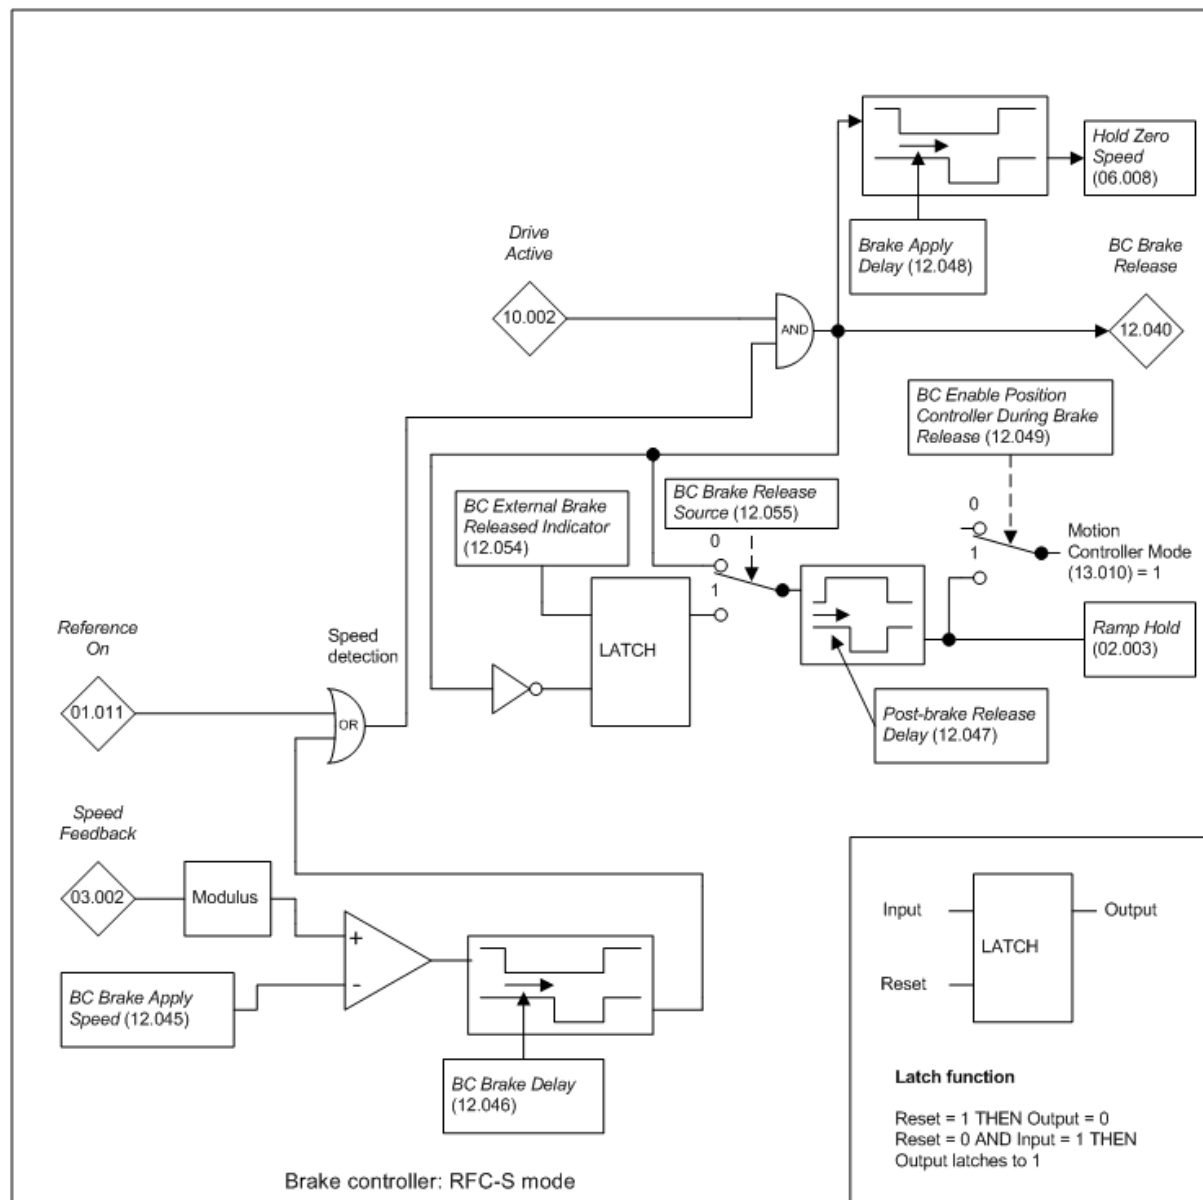 Hold Zero
Speed
(06.008)
Drive
Active
Brake Apply
Delay (12.048)
BC Brake
Release
10.002
AND
12.040
BC Enable Position
Controller During Brake
Release (12.049)
BC External Brake
Released Indicator
(12.054)
BC Brake Release
Source (12.055)
0
1
0
1
Motion
Controller Mode
(13.010) = 1
Reference
On
Speed
detection
LATCH
Ramp Hold
(02.003)
01.011
OR
Post-brake Release
Delay (12.047)
Speed
Feedback
03.002
Modulus
+
-
BC Brake Apply
Speed (12.045)
BC Brake Delay
(12.046)
Input
LATCH
Output
Reset
Latch function
Reset = 1 THEN Output = 0
Reset = 0 AND Input = 1 THEN
Output latches to 1
Brake controller: RFC-S mode